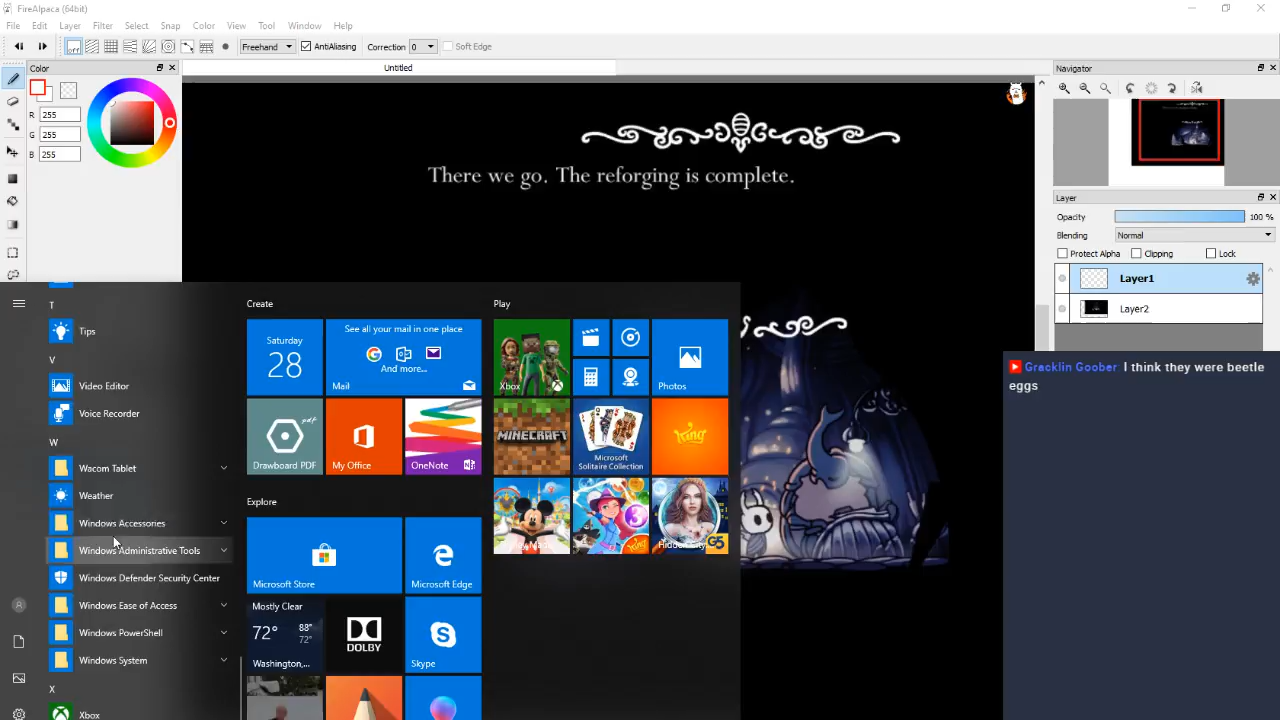 FireAlpaca (64bit)
File Edit Layer Filter Select Snap Color View Tool Window Help
off Freehand AntiAliasing Correction 0 Soft Edge
Color
Untitled
Navigator
R 255
G 255
B 255
There we go. The reforging is complete.
Layer
Opacity 100 %
Blending Normal
Protect Alpha Clipping Lock
Layer1
Layer2
T
Tips
V
Video Editor
Voice Recorder
W
Wacom Tablet
Weather
Windows Accessories
Windows Administrative Tools
Windows Defender Security Center
Windows Ease of Access
Windows PowerShell
Windows System
X
Xbox
Create
Saturday
28
See all your mail in one place
And more...
Mail
pdf
Drawboard PDF
My Office
OneNote
Explore
Microsoft Store
Microsoft Edge
Mostly Clear
72° 88°
72°
Washington,...
DOLBY
Skype
Play
Xbox
Photos
MINECRAFT
Microsoft
Solitaire Collection
King
G5
Gracklin Goober I think they were beetle
eggs